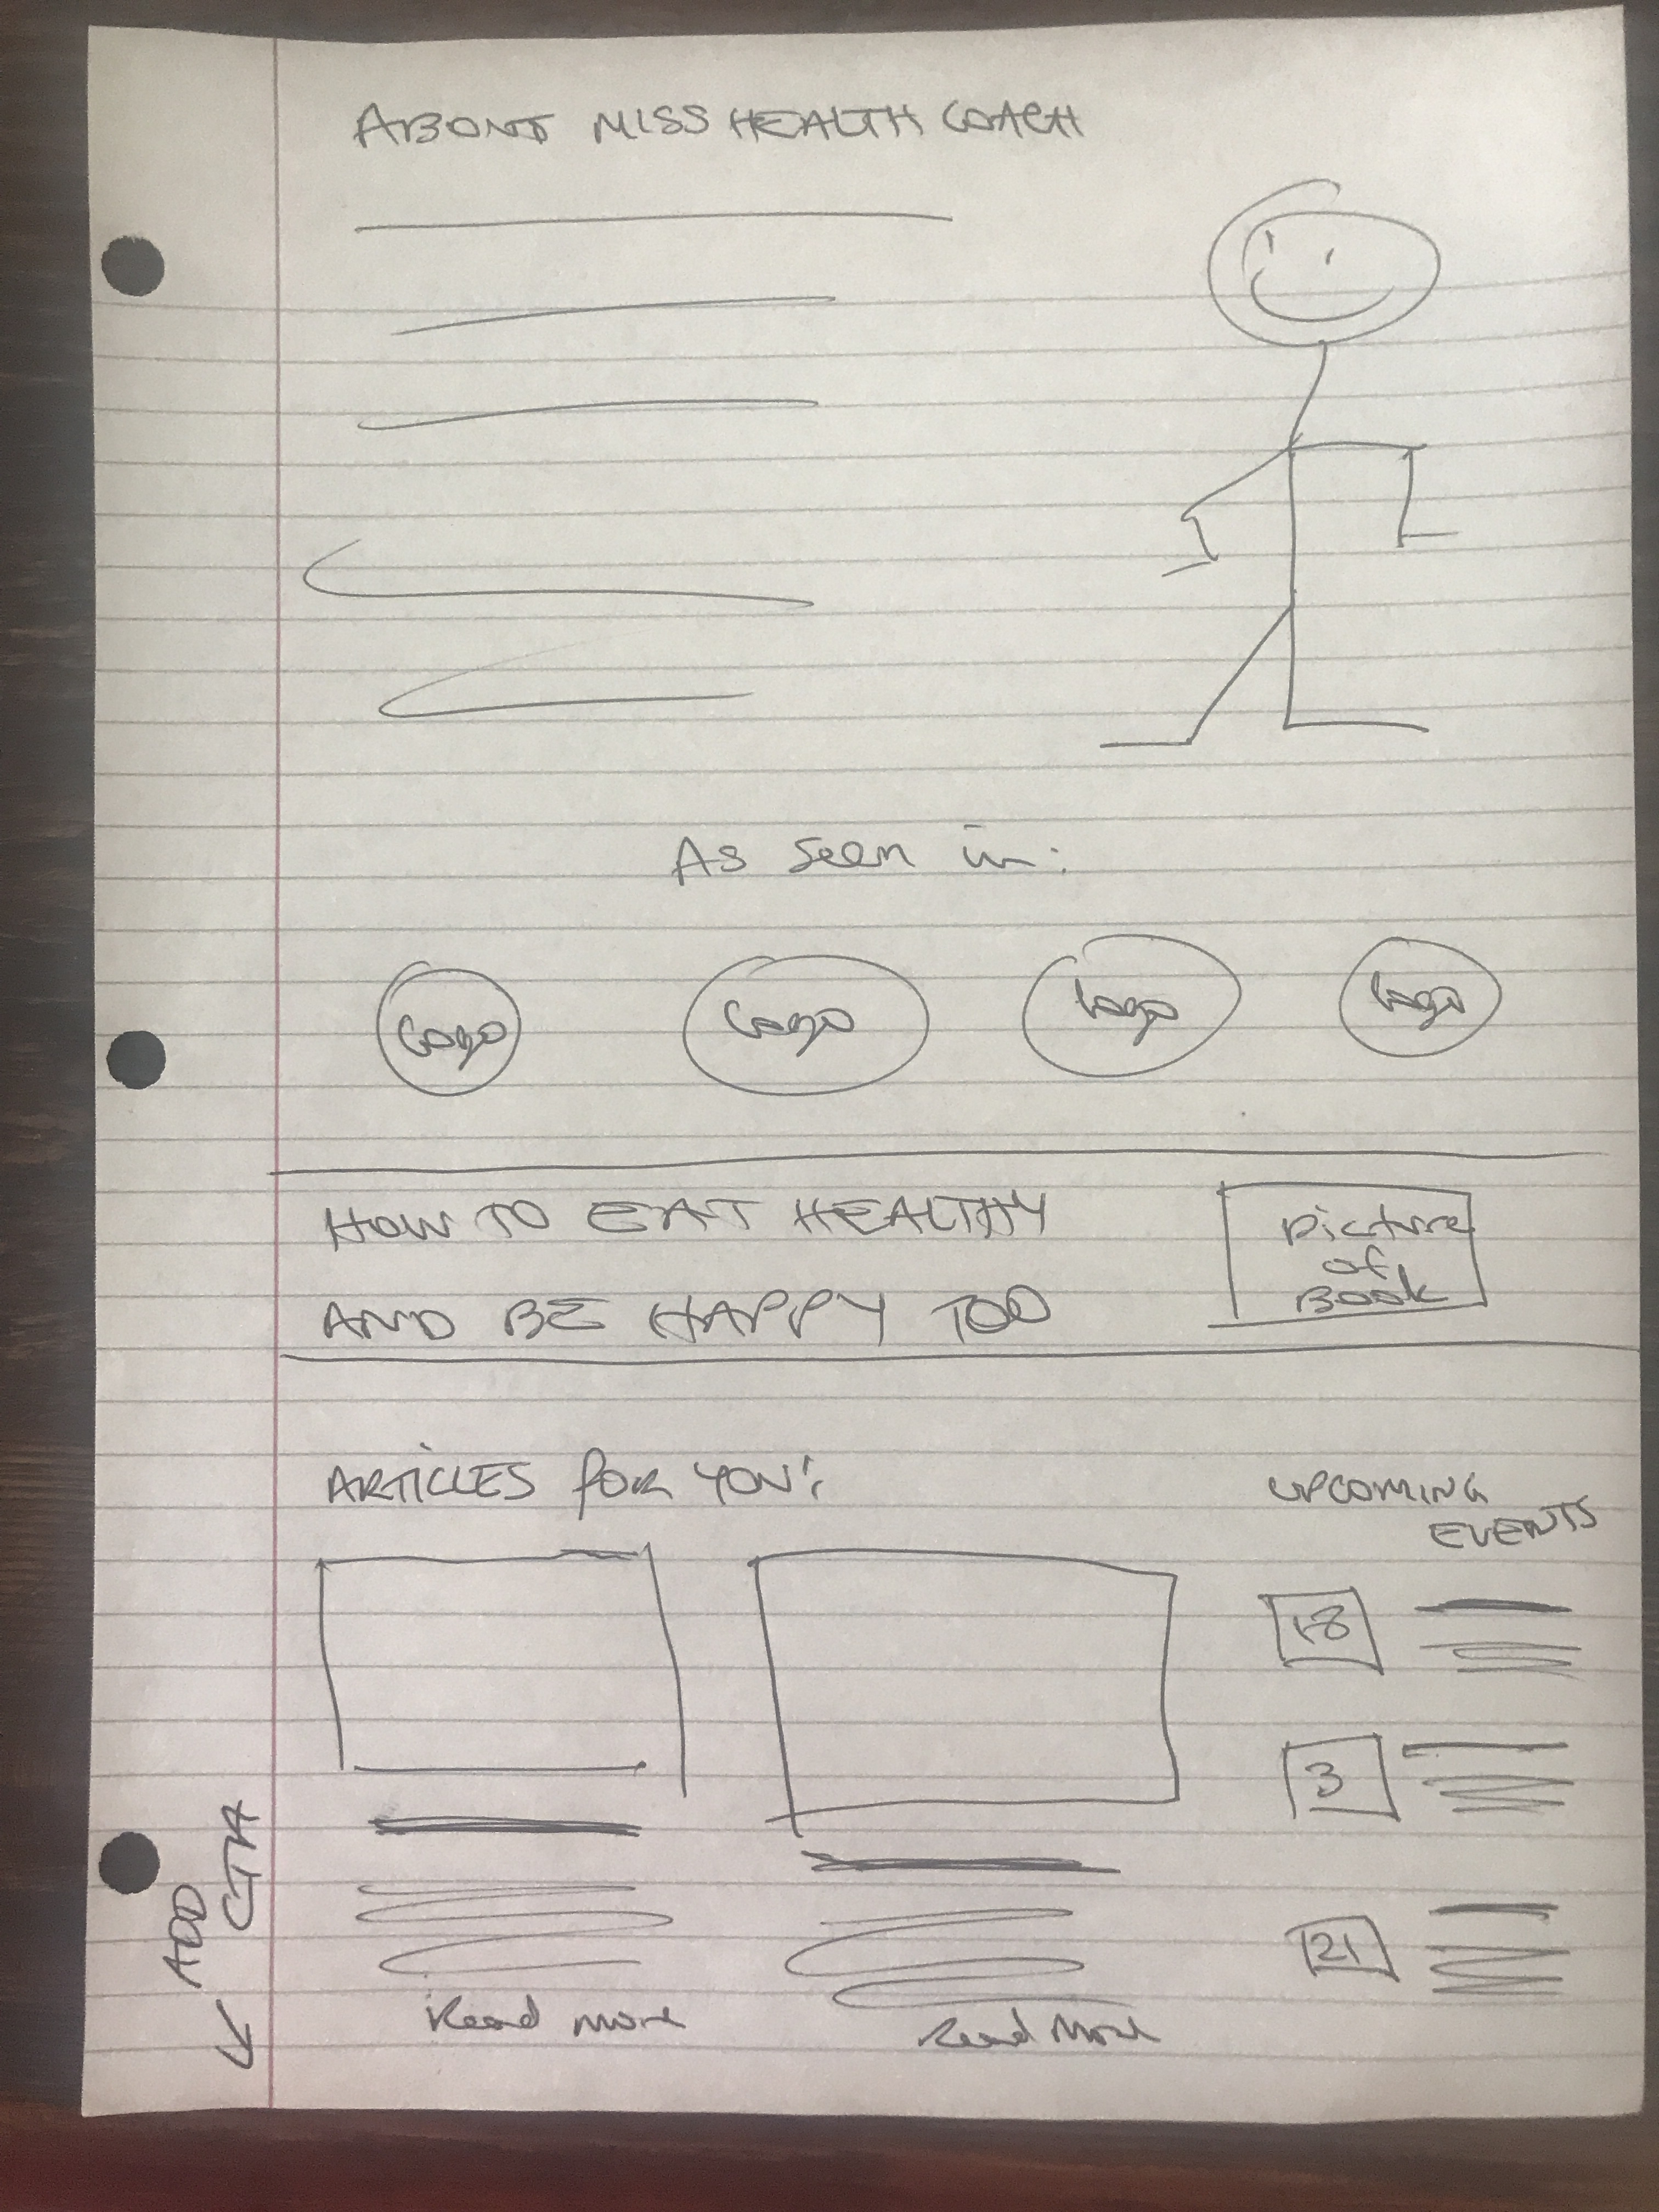 ABOUT MISS HEALTH COACH
As seen in:
Logo Logo Logo Logo
HOW TO EAT HEALTHY
AND BE HAPPY TOO
picture
of
Book
ARTICLES for YOU:
UPCOMING
EVENTS
18
3
21
Read more
Read More
ADD
CTA